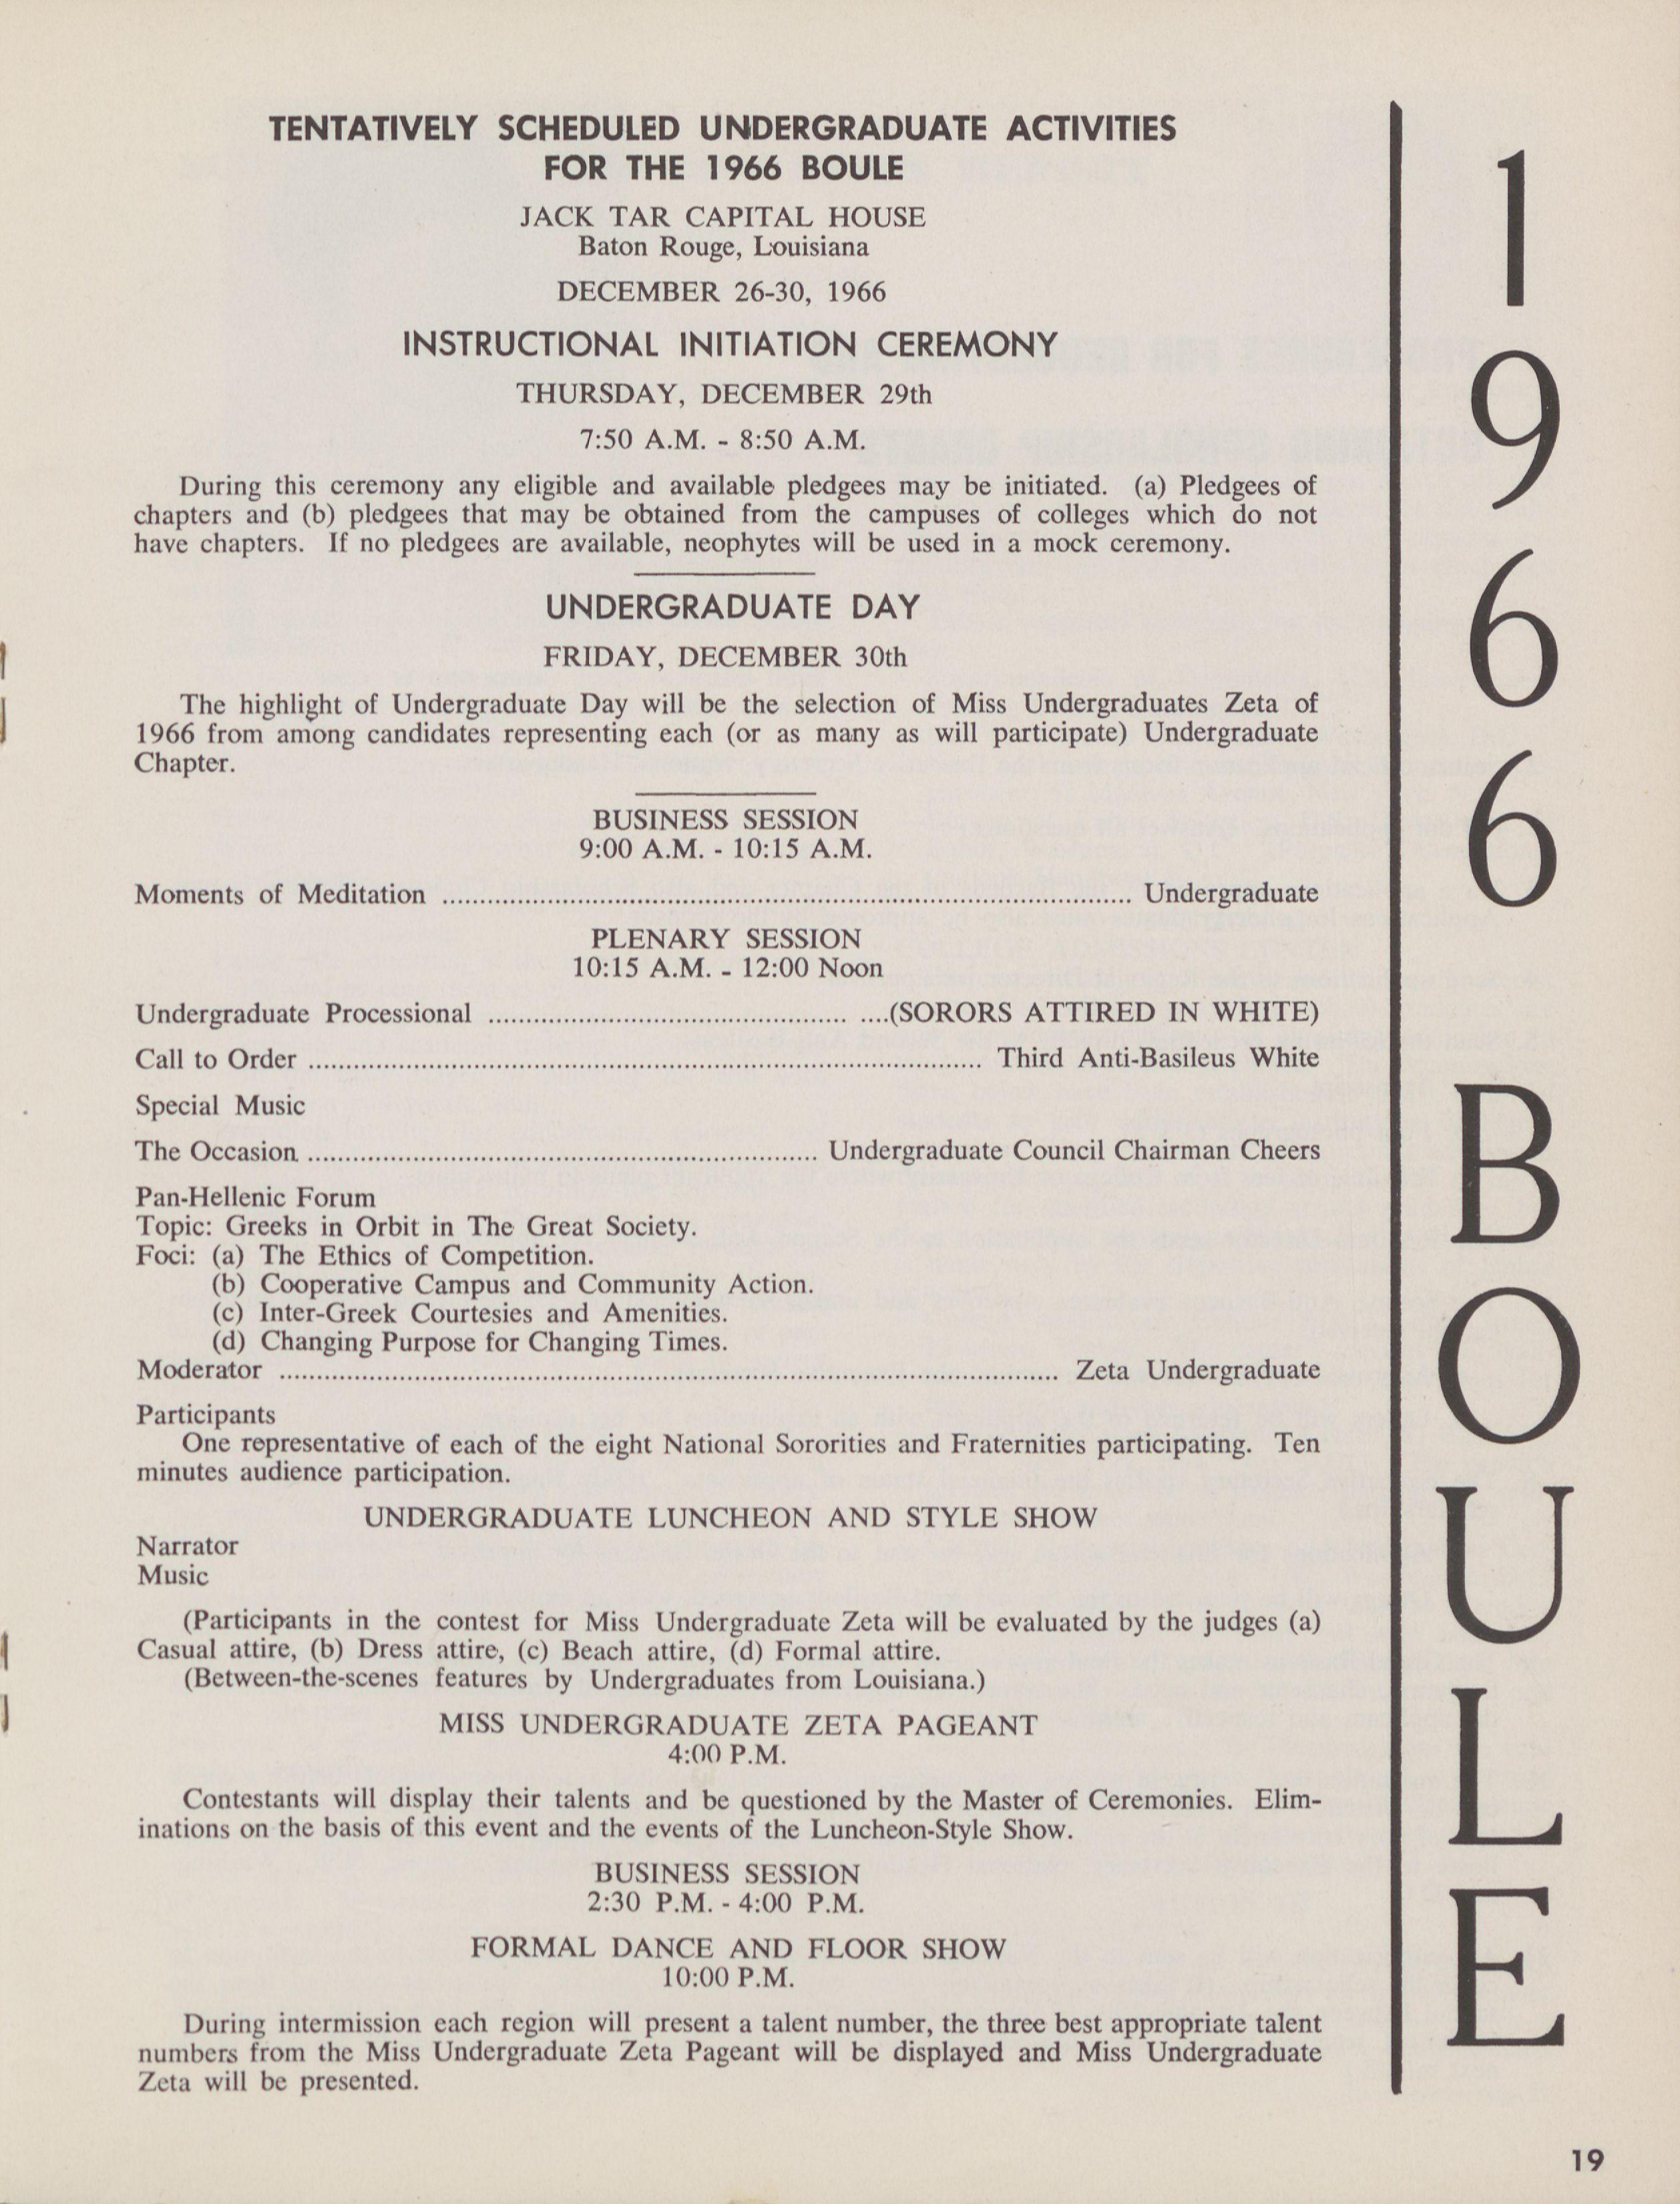 TENTATIVELY SCHEDULED UNDERGRADUATE ACTIVITIES
FOR THE 1966 BOULE
JACK TAR CAPITAL HOUSE
Baton Rouge, Louisiana
DECEMBER 26-30, 1966
INSTRUCTIONAL INITIATION CEREMONY
THURSDAY, DECEMBER 29th
7:50 A.M. - 8:50 A.M.
During this ceremony any eligible and available pledgees may be initiated. (a) Pledgees of
chapters and (b) pledgees that may be obtained from the campuses of colleges which do not
have chapters. If no pledgees are available, neophytes will be used in a mock ceremony.
UNDERGRADUATE DAY
FRIDAY, DECEMBER 30th
The highlight of Undergraduate Day will be the selection of Miss Undergraduates Zeta of
1966 from among candidates representing each (or as many as will participate) Undergraduate
Chapter.
BUSINESS SESSION
9:00 A.M. - 10:15 A.M.
Moments of Meditation ........................................................................................... Undergraduate
PLENARY SESSION
10:15 A.M. - 12:00 Noon
Undergraduate Processional ................................................ ....(SORORS ATTIRED IN WHITE)
Call to Order ......................................................................................... Third Anti-Basileus White
Special Music
The Occasion .................................................................... Undergraduate Council Chairman Cheers
Pan-Hellenic Forum
Topic: Greeks in Orbit in The Great Society.
Foci: (a) The Ethics of Competition.
(b) Cooperative Campus and Community Action.
(c) Inter-Greek Courtesies and Amenities.
(d) Changing Purpose for Changing Times.
Moderator ....................................................................................................... Zeta Undergraduate
Participants
One representative of each of the eight National Sororities and Fraternities participating. Ten
minutes audience participation.
UNDERGRADUATE LUNCHEON AND STYLE SHOW
Narrator
Music
(Participants in the contest for Miss Undergraduate Zeta will be evaluated by the judges (a)
Casual attire, (b) Dress attire, (c) Beach attire, (d) Formal attire.
(Between-the-scenes features by Undergraduates from Louisiana.)
MISS UNDERGRADUATE ZETA PAGEANT
4:00 P.M.
Contestants will display their talents and be questioned by the Master of Ceremonies. Elim-
inations on the basis of this event and the events of the Luncheon-Style Show.
BUSINESS SESSION
2:30 P.M. - 4:00 P.M.
FORMAL DANCE AND FLOOR SHOW
10:00 P.M.
During intermission each region will present a talent number, the three best appropriate talent
numbers from the Miss Undergraduate Zeta Pageant will be displayed and Miss Undergraduate
Zeta will be presented.
1966 BOULE
19